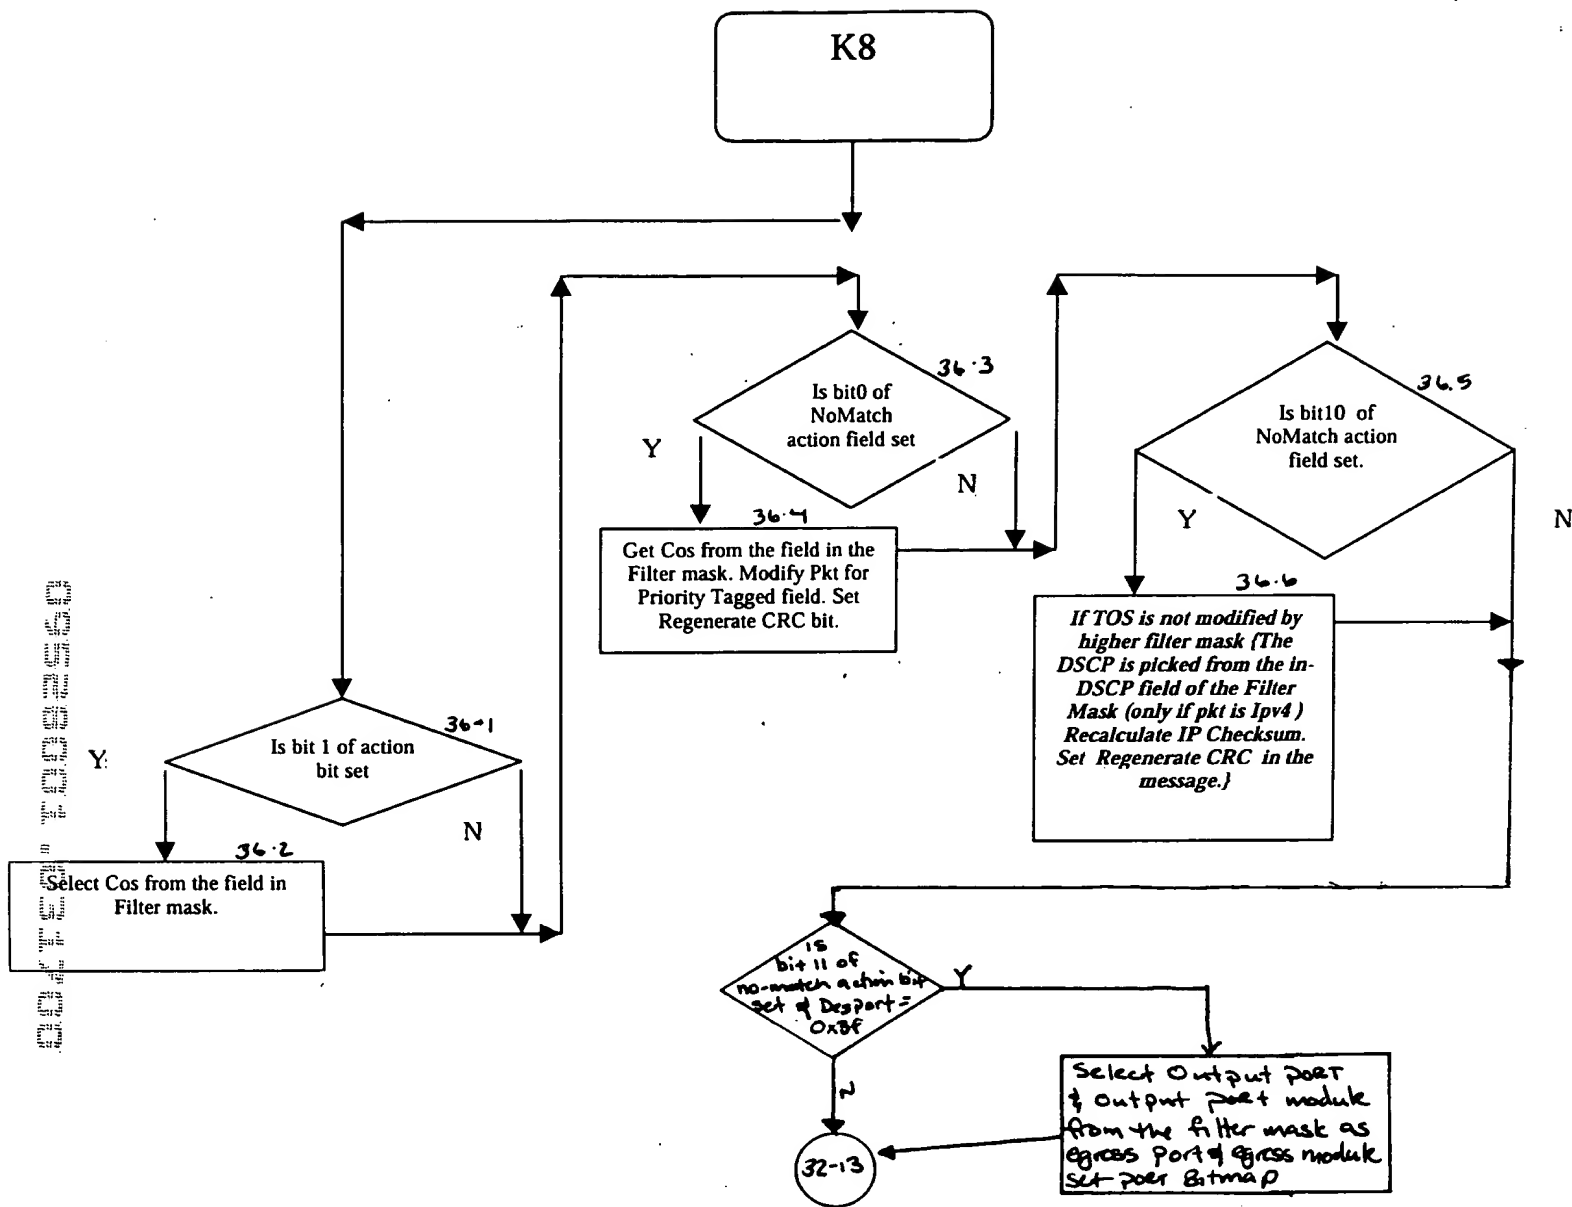 K8
36-1
Is bit 1 of action
bit set
Y
N
36-2
Select Cos from the field in
Filter mask.
36-3
Is bit0 of
NoMatch
action field set
Y
N
36-4
Get Cos from the field in the
Filter mask. Modify Pkt for
Priority Tagged field. Set
Regenerate CRC bit.
36.5
Is bit10 of
NoMatch action
field set.
Y
N
36.6
If TOS is not modified by
higher filter mask {The
DSCP is picked from the in-
DSCP field of the Filter
Mask (only if pkt is Ipv4 )
Recalculate IP Checksum.
Set Regenerate CRC in the
message.}
is
bit 11 of
no-match action bit
set & Desport =
0x3f
Y
N
Select Output PORT
& output port module
from the filter mask as
egress port & egress module
set port Bitmap
32-13